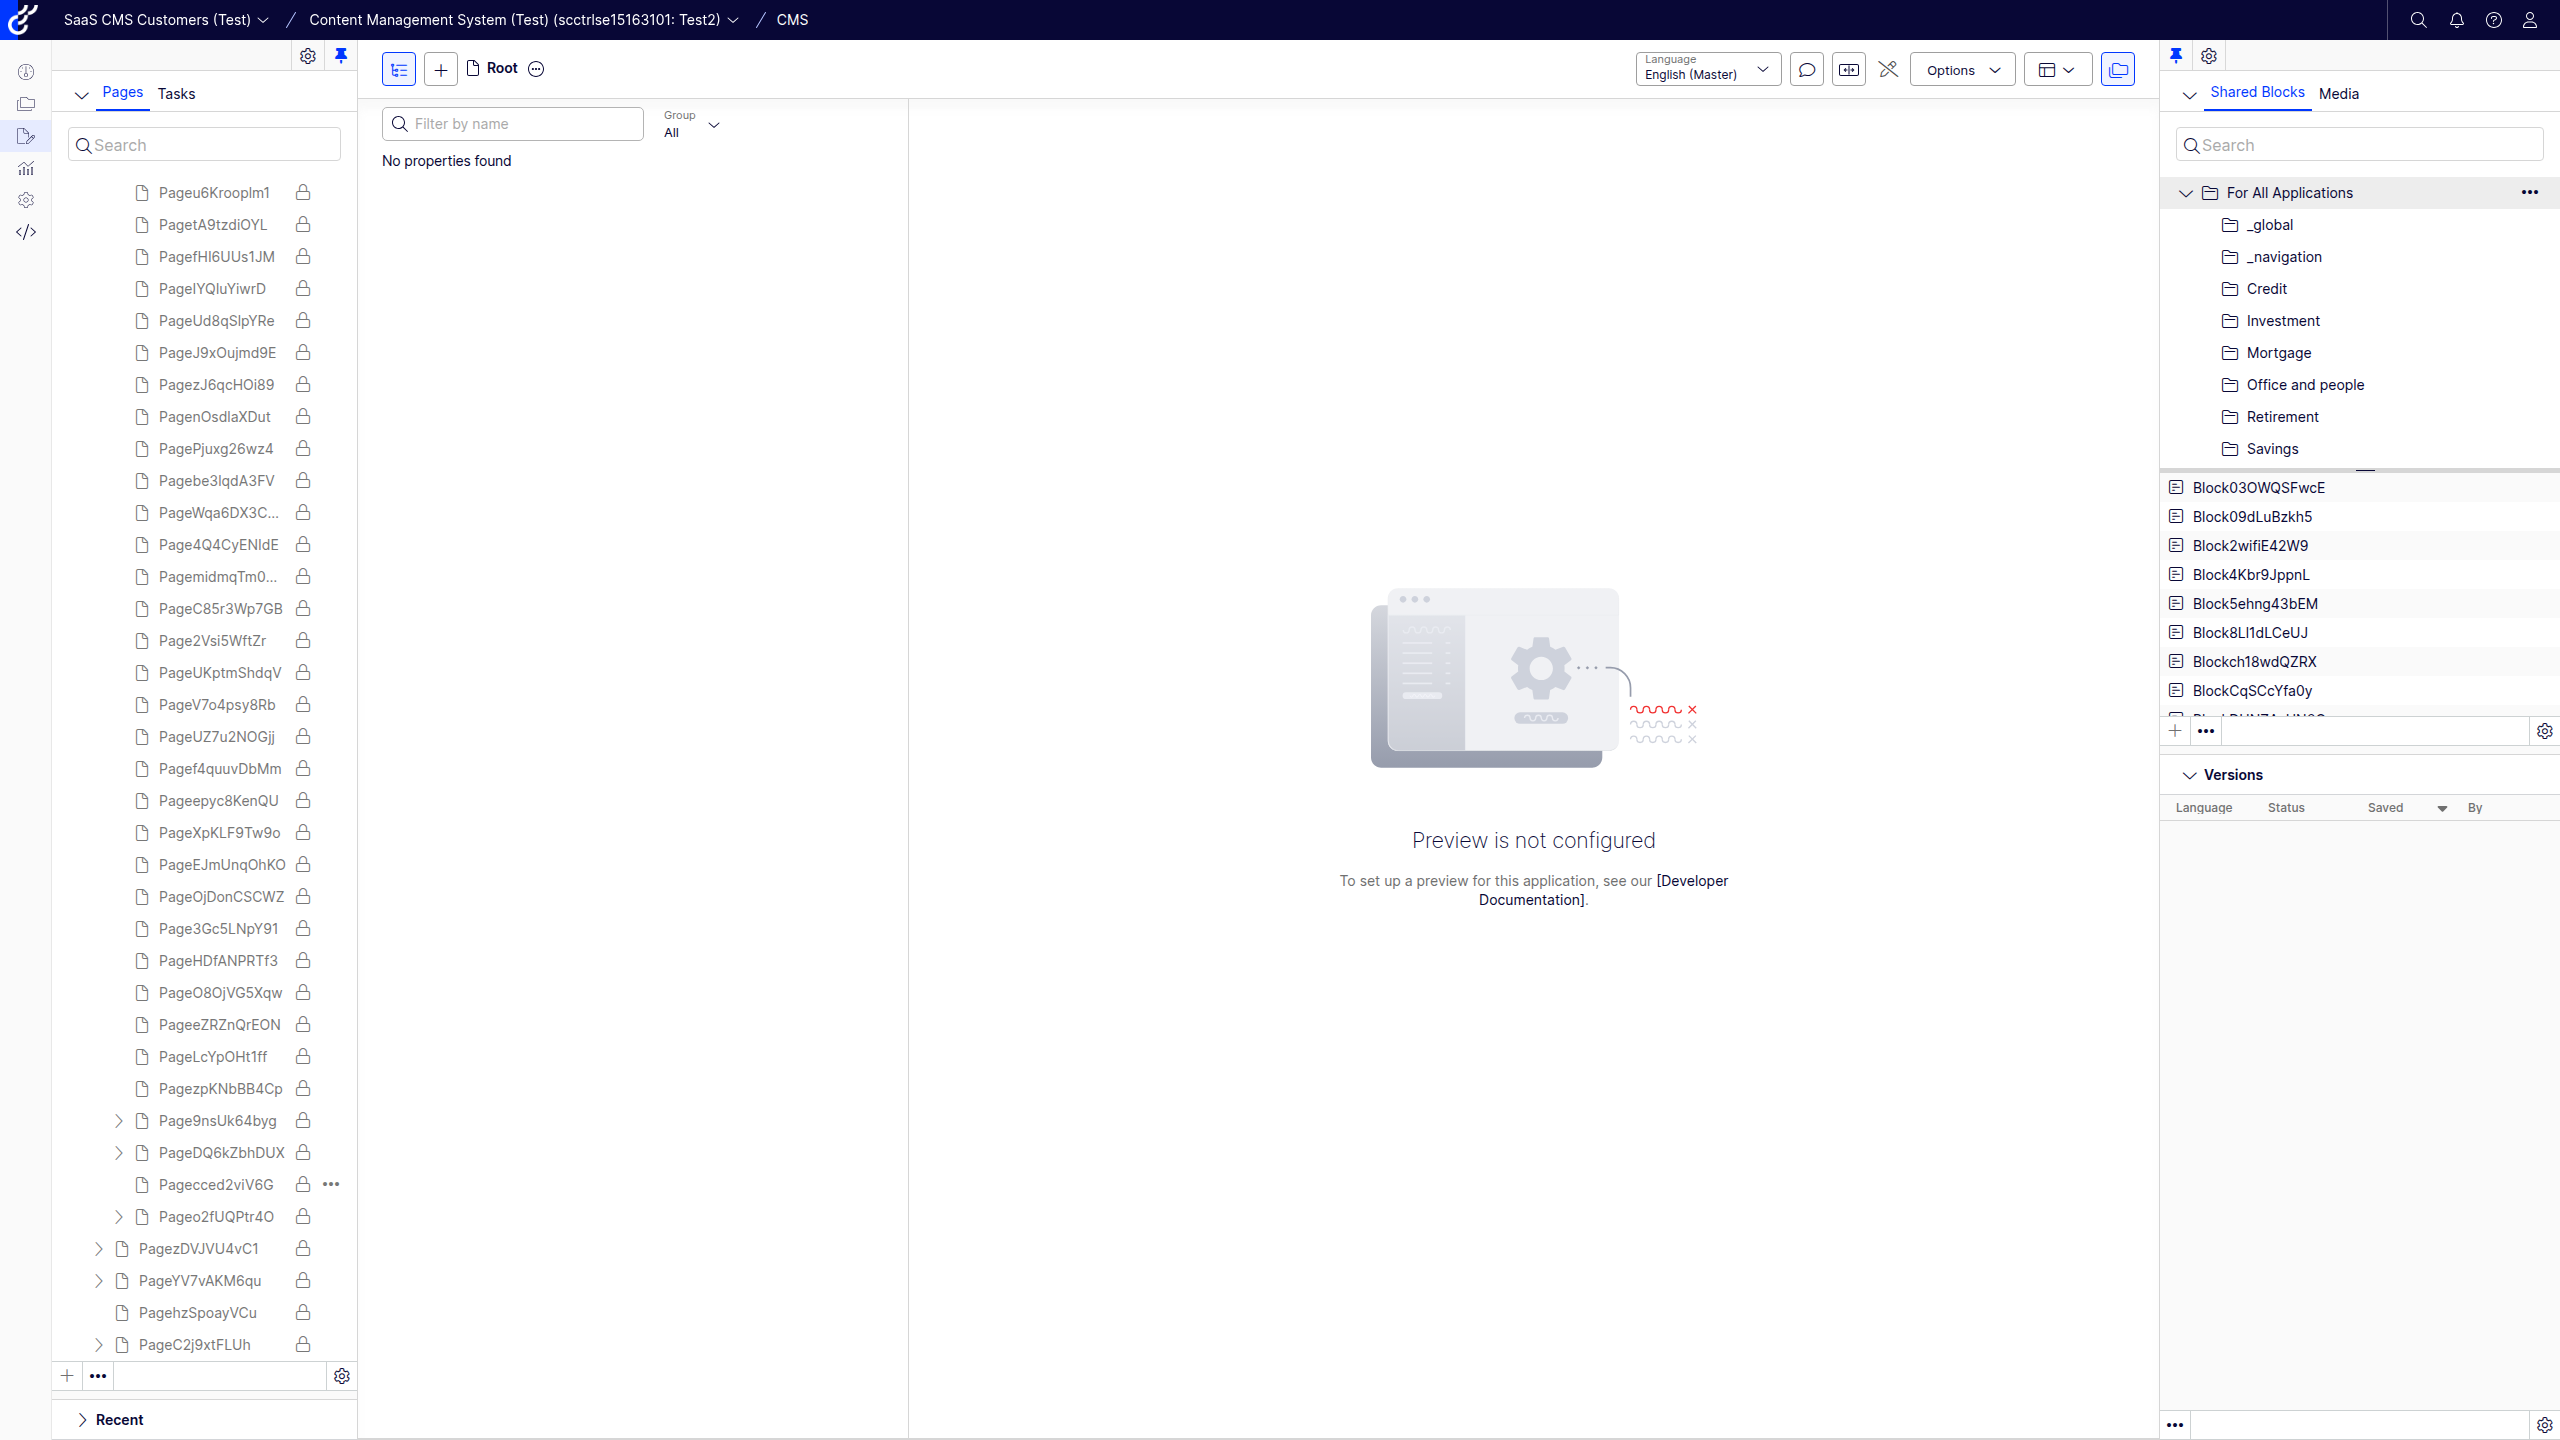 SaaS CMS Customers (Test) / Content Management System (Test) (scctrlse15163101: Test2) / CMS
Pages Tasks
Search
Pageu6Krooplm1
PagetA9tzdiOYL
PagefHI6UUs1JM
PageIYQluYiwrD
PageUd8qSlpYRe
PageJ9xOujmd9E
PagezJ6qcHOi89
PagenOsdlaXDut
PagePjuxg26wz4
Pagebe3lqdA3FV
PageWqa6DX3C...
Page4Q4CyENldE
PagemidmqTm0...
PageC85r3Wp7GB
Page2Vsi5WftZr
PageUKptmShdqV
PageV7o4psy8Rb
PageUZ7u2NOGjj
Pagef4quuvDbMm
Pageepyc8KenQU
PageXpKLF9Tw9o
PageEJmUnqOhKO
PageOjDonCSCWZ
Page3Gc5LNpY91
PageHDfANPRTf3
PageO8OjVG5Xqw
PageeZRZnQrEON
PageLcYpOHt1ff
PagezpKNbBB4Cp
Page9nsUk64byg
PageDQ6kZbhDUX
Pagecced2viV6G
Pageo2fUQPtr4O
PagezDVJVU4vC1
PageYV7vAKM6qu
PagehzSpoayVCu
PageC2j9xtFLUh
Recent
Root
Language
English (Master)
Options
Filter by name
Group
All
No properties found
Preview is not configured
To set up a preview for this application, see our [Developer
Documentation].
Shared Blocks Media
Search
For All Applications
_global
_navigation
Credit
Investment
Mortgage
Office and people
Retirement
Savings
Block03OWQSFwcE
Block09dLuBzkh5
Block2wifiE42W9
Block4Kbr9JppnL
Block5ehng43bEM
Block8Ll1dLCeUJ
Blockch18wdQZRX
BlockCqSCcYfa0y
Versions
Language Status Saved By